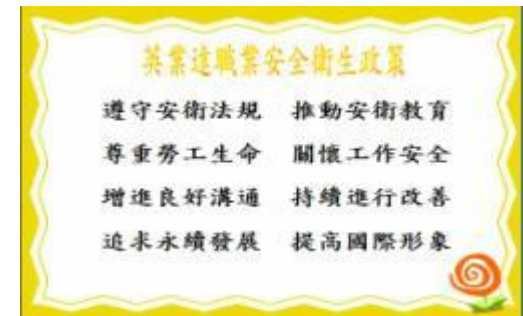 英業達職業安全衛生政策
遵守安衛法規 推動安衛教育
尊重勞工生命 關懷工作安全
增進良好溝通 持續進行改善
追求永續發展 提高國際形象